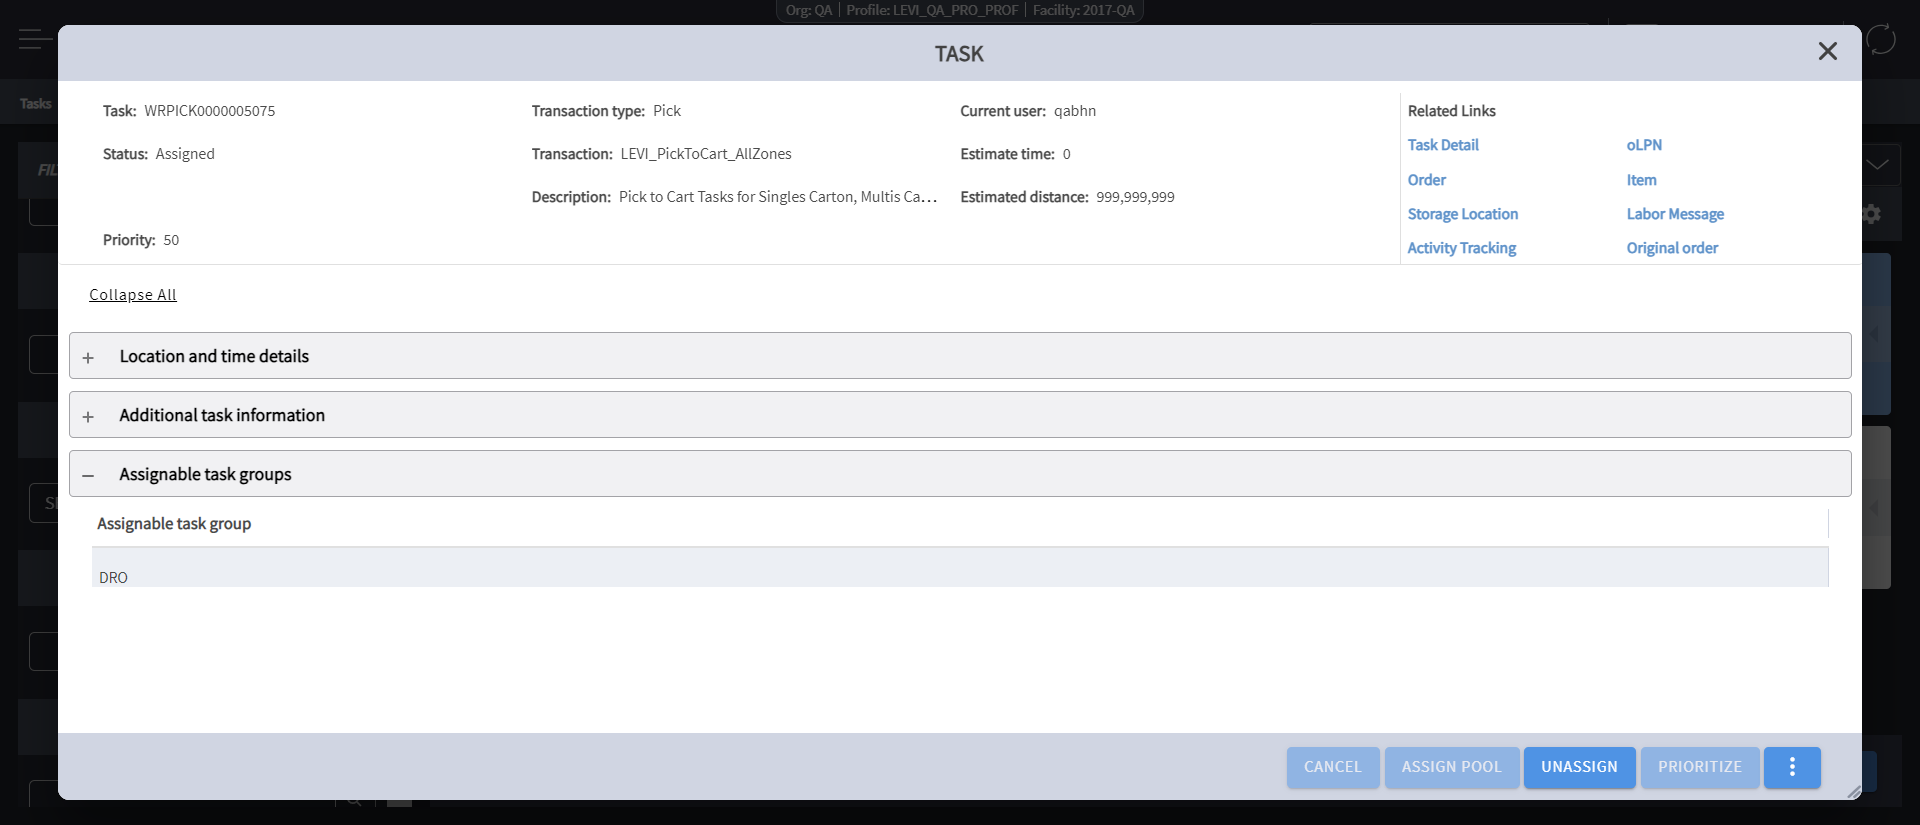 Org: QA | Profile: LEVI_QA_PRO_PROF | Facility: 2017-QA
Tasks
TASK
Task: WRPICK0000005075
Transaction type: Pick
Current user: qabhn
Related Links
Status: Assigned
Transaction: LEVI_PickToCart_AllZones
Estimate time: 0
Task Detail
oLPN
Description: Pick to Cart Tasks for Singles Carton, Multis Ca...
Estimated distance: 999,999,999
Order
Item
Storage Location
Labor Message
Priority: 50
Activity Tracking
Original order
Collapse All
+ Location and time details
+ Additional task information
– Assignable task groups
Assignable task group
DRO
CANCEL
ASSIGN POOL
UNASSIGN
PRIORITIZE